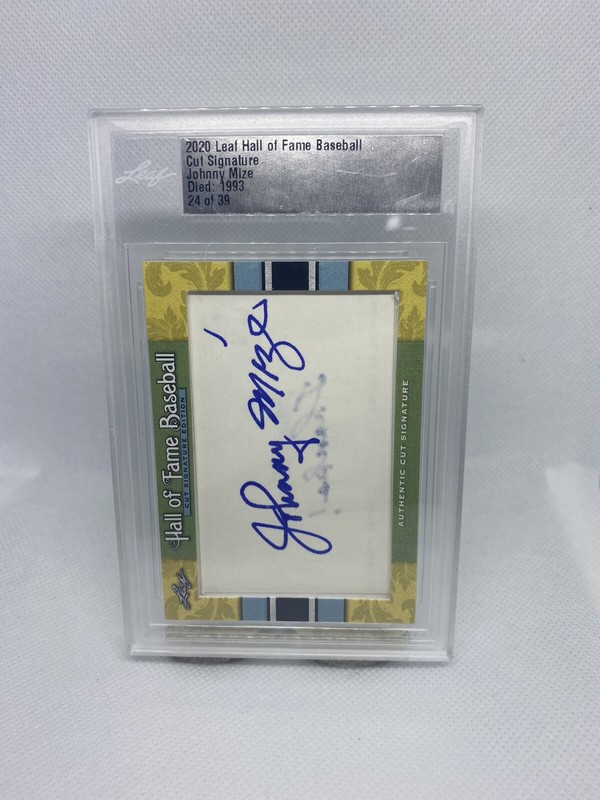 2020 Leaf Hall of Fame Baseball
Cut Signature
Johnny Mize
Died: 1993
24 of 39
Leaf
Hall of Fame Baseball
CUT SIGNATURE EDITION
Johnny Mize
AUTHENTIC CUT SIGNATURE
Leaf